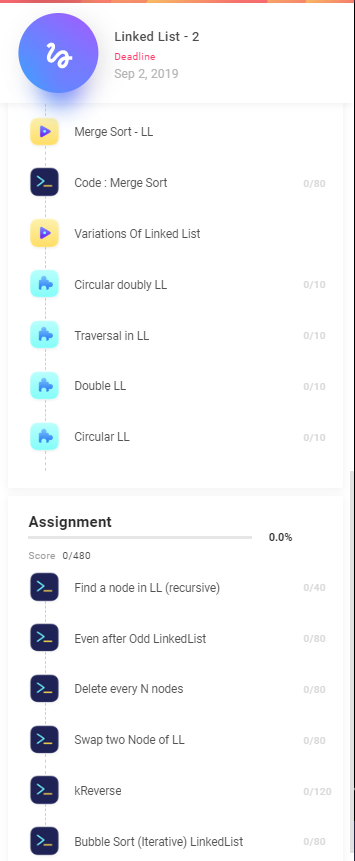 Linked List - 2
Deadline
Sep 2, 2019
Merge Sort - LL
Code : Merge Sort 0/80
Variations Of Linked List
Circular doubly LL 0/10
Traversal in LL 0/10
Double LL 0/10
Circular LL 0/10
Assignment
0.0%
Score 0/480
Find a node in LL (recursive) 0/40
Even after Odd LinkedList 0/80
Delete every N nodes 0/80
Swap two Node of LL 0/80
kReverse 0/120
Bubble Sort (Iterative) LinkedList 0/80